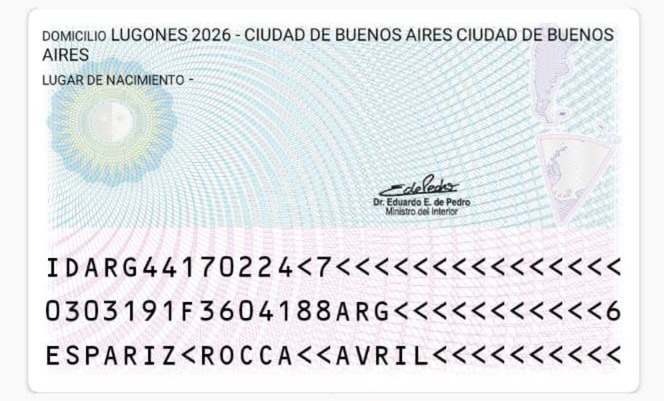 DOMICILIO LUGONES 2026 - CIUDAD DE BUENOS AIRES CIUDAD DE BUENOS
AIRES
LUGAR DE NACIMIENTO -
EdePedro
Dr. Eduardo E. de Pedro
Ministro del Interior
IDARG44170224<7<<<<<<<<<<<<<<<
0303191F3604188ARG<<<<<<<<<<<6
ESPARIZ<ROCCA<<AVRIL<<<<<<<<<<